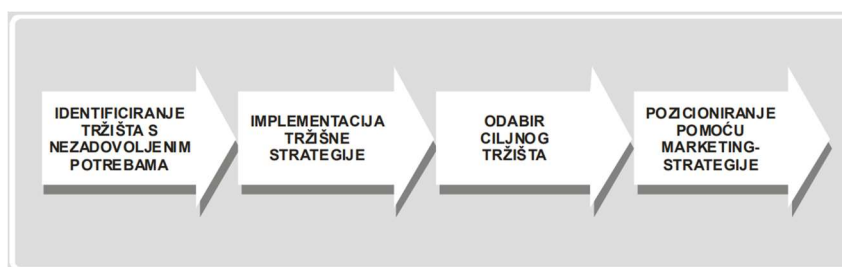 IDENTIFICIRANJE
TRŽIŠTA S
NEZADOVOLJENIM
POTREBAMA
IMPLEMENTACIJA
TRŽIŠNE
STRATEGIJE
ODABIR
CILJNOG
TRŽIŠTA
POZICIONIRANJE
POMOĆU
MARKETING-
STRATEGIJE